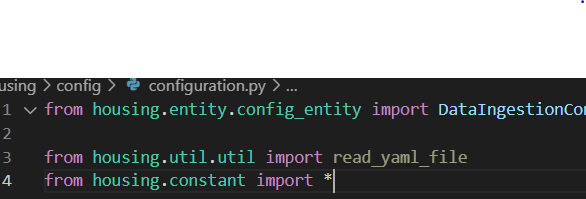 using > config > configuration.py > ...
1 from housing.entity.config_entity import DataIngestionCon
2
3 from housing.util.util import read_yaml_file
4 from housing.constant import *